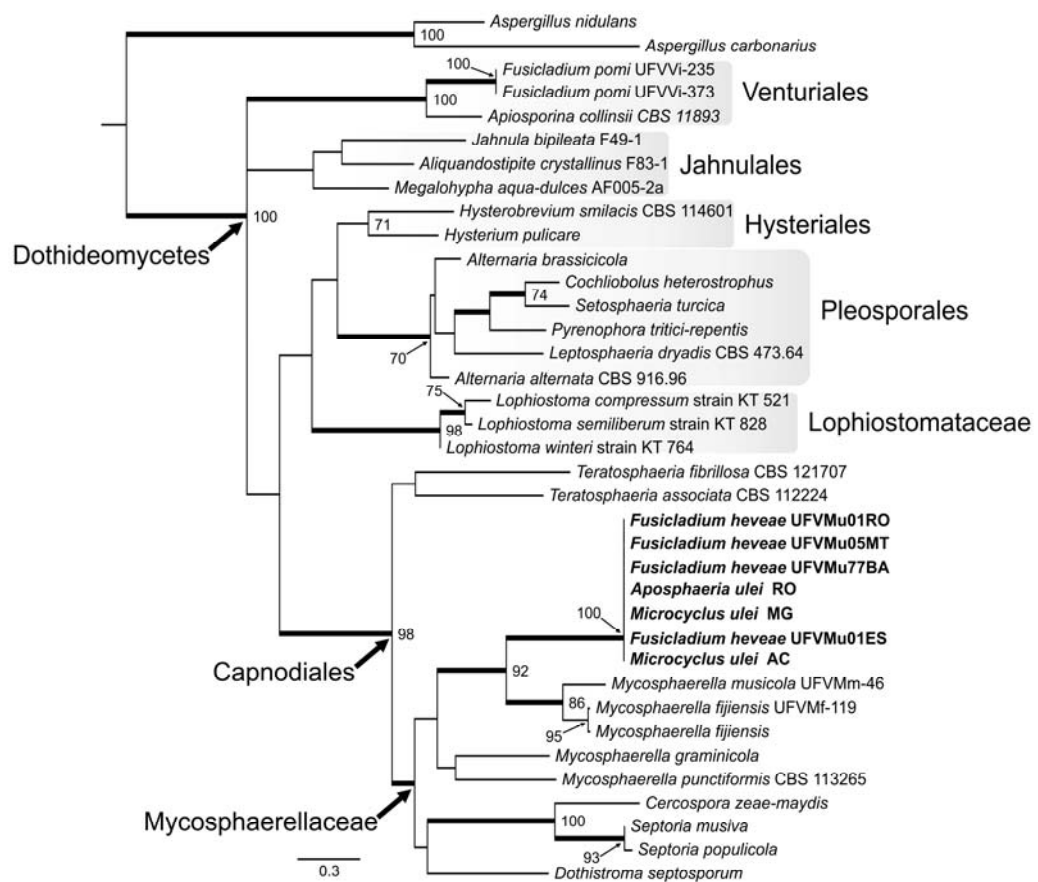 Aspergillus nidulans
100
Aspergillus carbonarius
100
Fusicladium pomi UFVVi-235
Fusicladium pomi UFVVi-373
Venturiales
100
Apiosporina collinsii CBS 11893
Jahnula bipileata F49-1
Aliquandostipite crystallinus F83-1
Jahnulales
Megalohypha aqua-dulces AF005-2a
100
Dothideomycetes
Hysterobrevium smilacis CBS 114601
71
Hysteriales
Hysterium pulicare
Alternaria brassicicola
Cochliobolus heterostrophus
74
Setosphaeria turcica
Pleosporales
Pyrenophora tritici-repentis
70
Leptosphaeria dryadis CBS 473.64
Alternaria alternata CBS 916.96
75
Lophiostoma compressum strain KT 521
98
Lophiostoma semiliberum strain KT 828
Lophiostomataceae
Lophiostoma winteri strain KT 764
Teratosphaeria fibrillosa CBS 121707
Teratosphaeria associata CBS 112224
Fusicladium heveae UFVMu01RO
Fusicladium heveae UFVMu05MT
Fusicladium heveae UFVMu77BA
Aposphaeria ulei RO
100
Microcyclus ulei MG
98
Fusicladium heveae UFVMu01ES
Microcyclus ulei AC
Capnodiales
92
Mycosphaerella musicola UFVMm-46
86
Mycosphaerella fijiensis UFVMf-119
95
Mycosphaerella fijiensis
Mycosphaerella graminicola
Mycosphaerella punctiformis CBS 113265
Mycosphaerellaceae
Cercospora zeae-maydis
100
Septoria musiva
93
Septoria populicola
Dothistroma septosporum
0.3